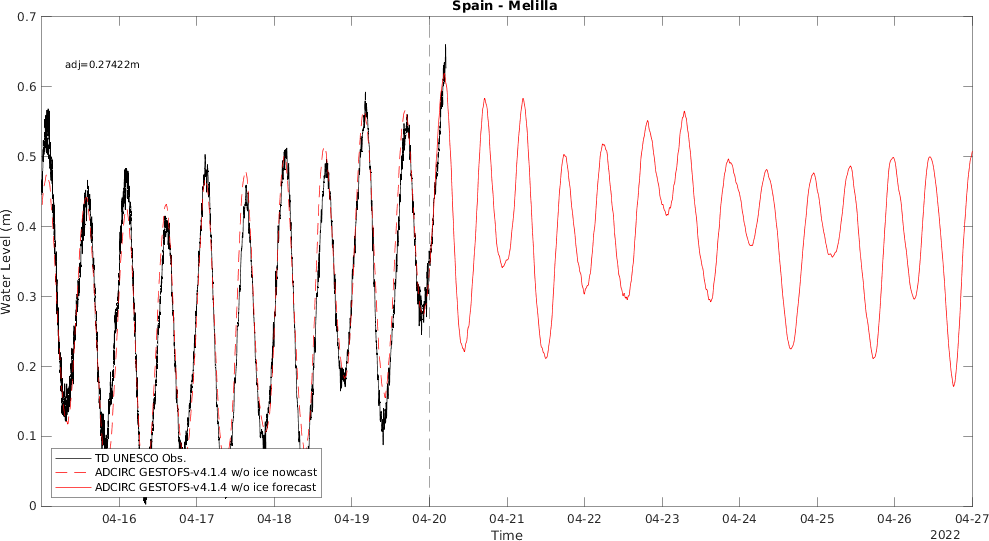 Spain - Melilla
0.7
0.6
0.5
0.4
0.3
0.2
0.1
0
Water Level (m)
adj=0.27422m
TD UNESCO Obs.
ADCIRC GESTOFS-v4.1.4 w/o ice nowcast
ADCIRC GESTOFS-v4.1.4 w/o ice forecast
04-16 04-17 04-18 04-19 04-20 04-21 04-22 04-23 04-24 04-25 04-26 04-27
Time
2022